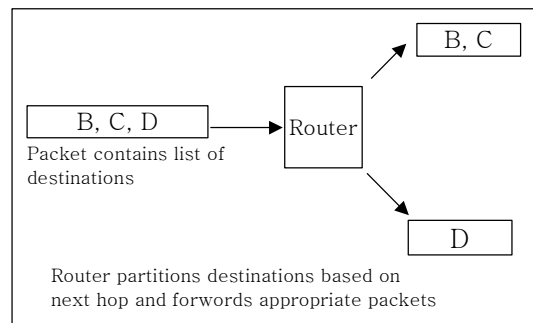 B, C
B, C, D
Router
Packet contains list of
destinations
D
Router partitions destinations based on
next hop and forwords appropriate packets